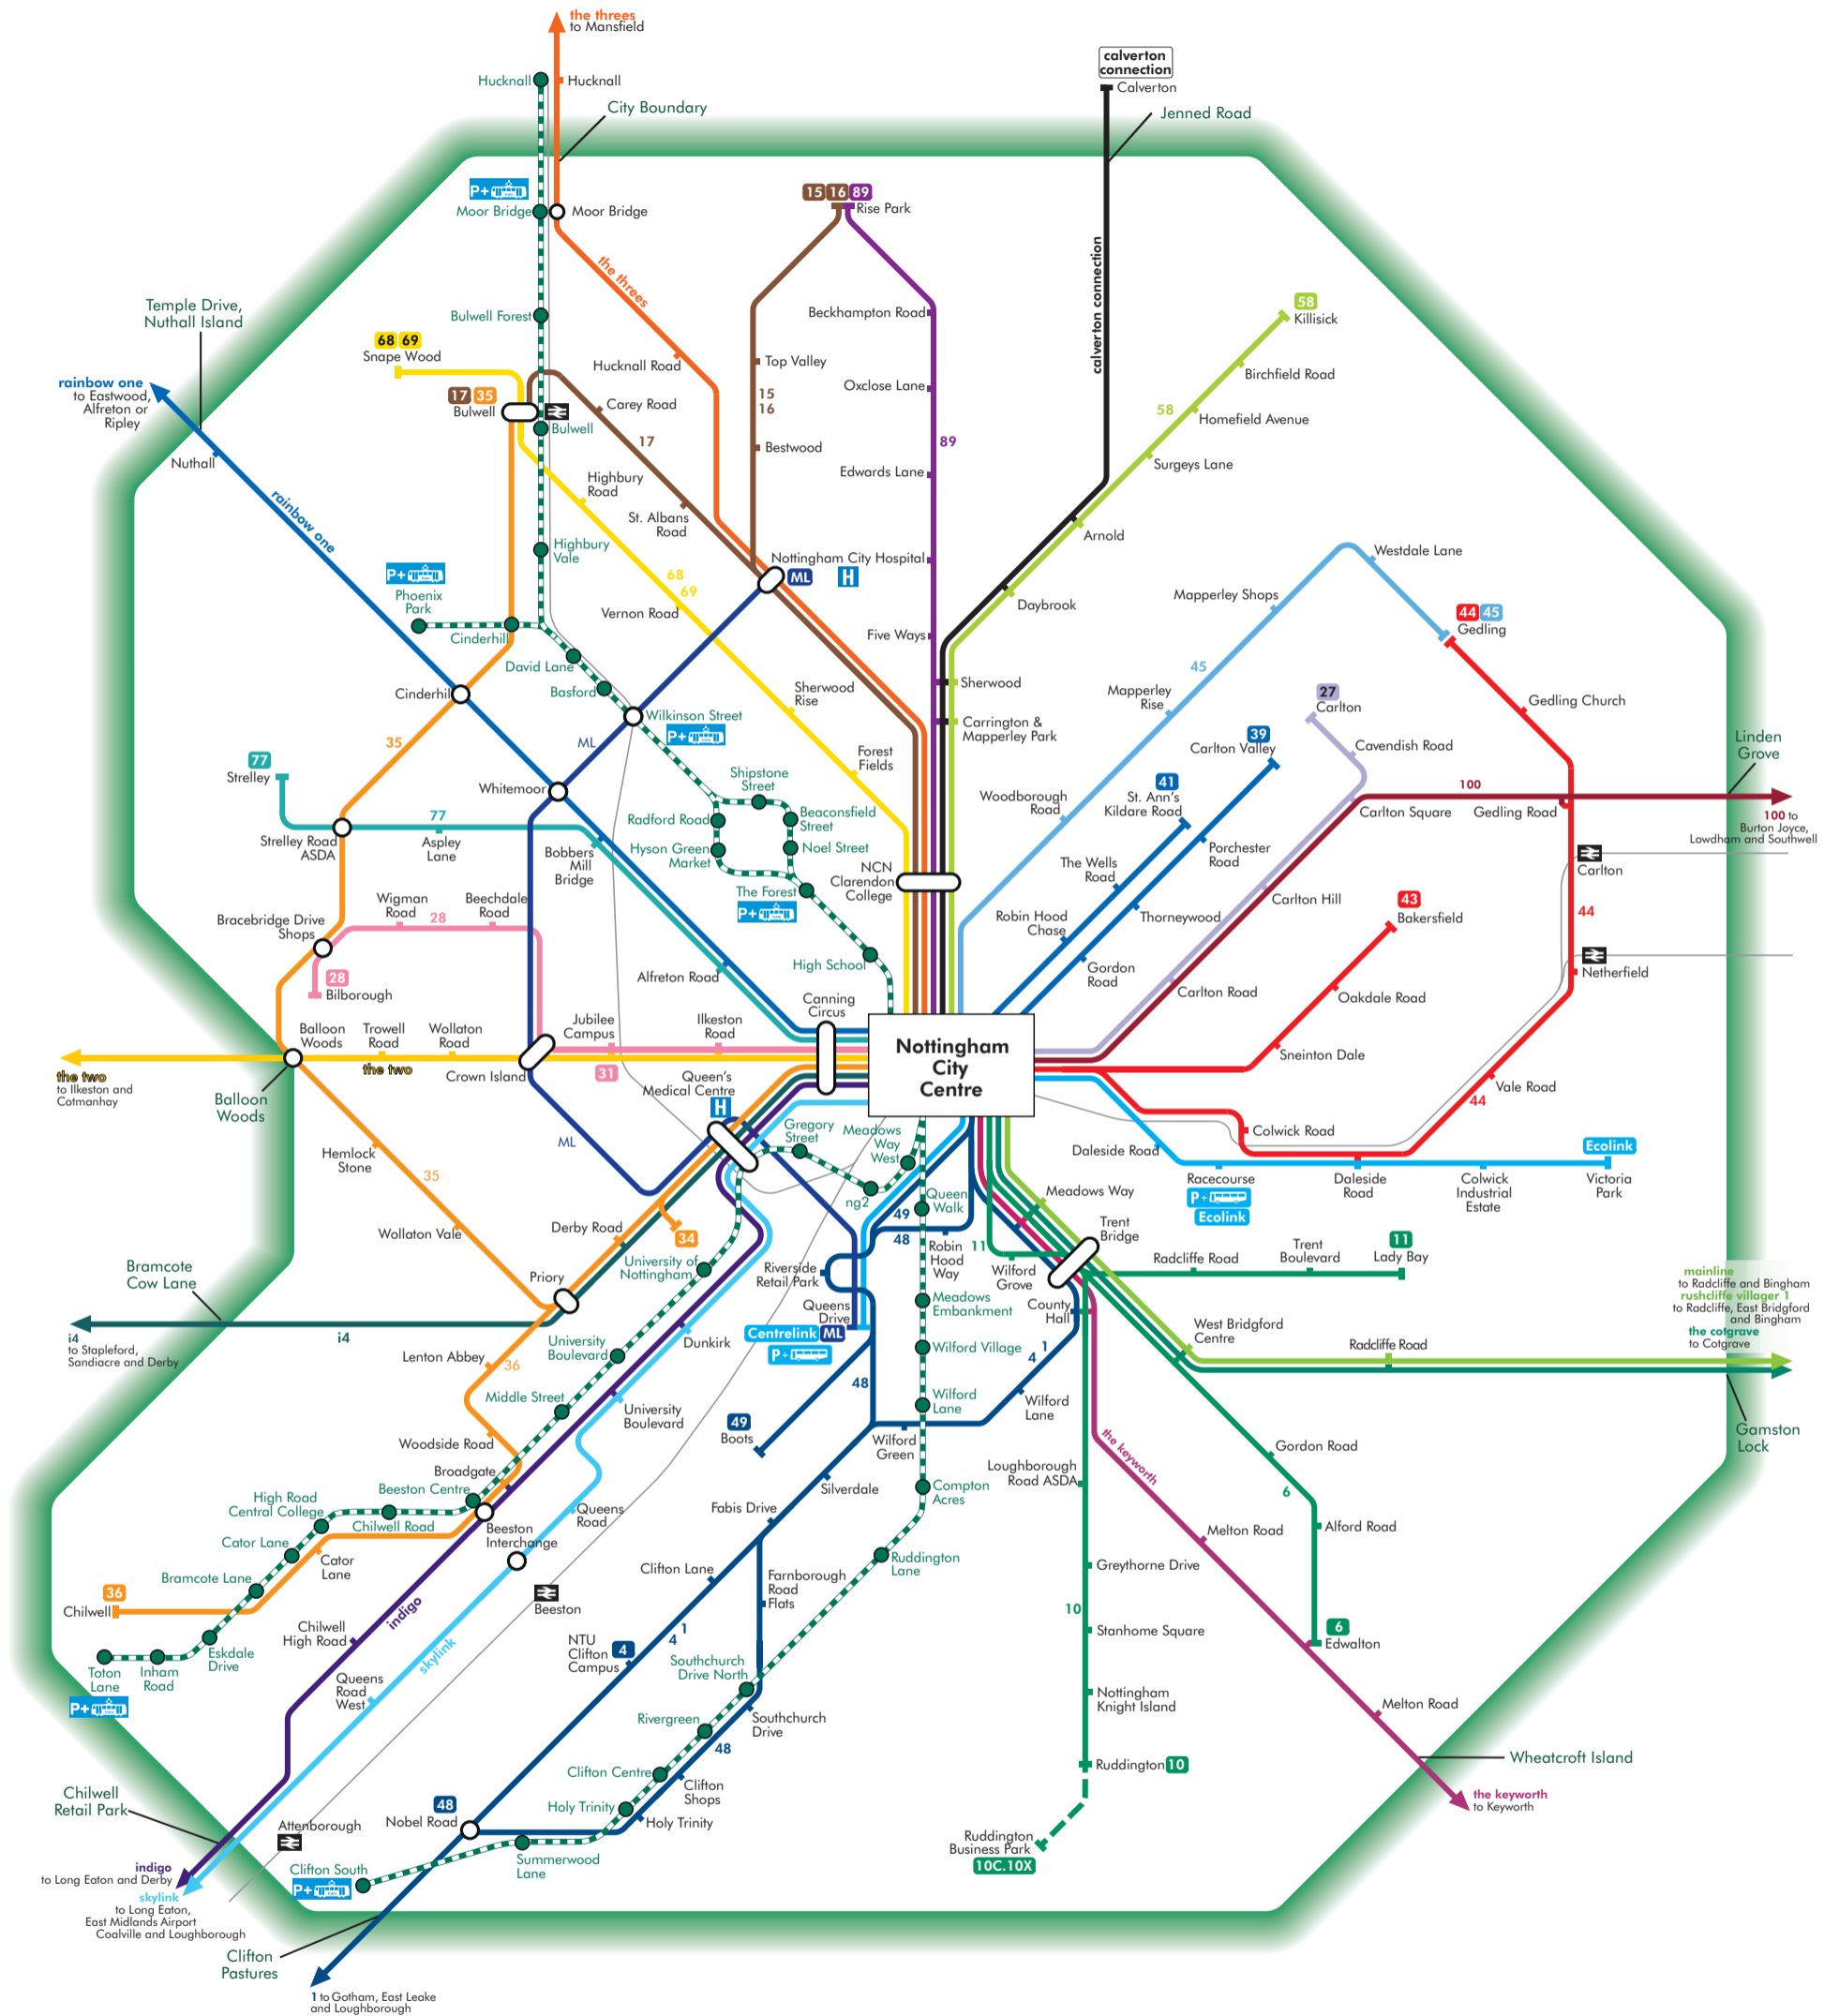 the threes
to Mansfield
Hucknall
Hucknall
City Boundary
calverton
connection
Calverton
Jenned Road
P+
Moor Bridge
Moor Bridge
the threes
15 16 89
Rise Park
calverton connection
Temple Drive,
Nuthall Island
Bulwell Forest
68 69
Snape Wood
Hucknall Road
Beckhampton Road
58
Killisick
Top Valley
Birchfield Road
rainbow one
to Eastwood,
Alfreton or
Ripley
17 35
Bulwell
Bulwell
Carey Road
17
15
16
Oxclose Lane
58
Homefield Avenue
Bestwood
89
Surgeys Lane
Nuthall
rainbow one
Highbury
Road
Edwards Lane
St. Albans
Road
Arnold
Highbury
Vale
Nottingham City Hospital
ML
H
Westdale Lane
P+
Phoenix
Park
68
69
Vernon Road
Daybrook
Mapperley Shops
44 45
Gedling
Cinderhill
Five Ways
David Lane
Basford
45
Cinderhill
Sherwood
Rise
Sherwood
Mapperley
Rise
27
Carlton
Gedling Church
Wilkinson Street
P+
Carrington &
Mapperley Park
35
ML
39
Carlton Valley
Cavendish Road
Linden
Grove
77
Strelley
Forest
Fields
Whitemoor
Shipstone
Street
41
St. Ann's
Kildare Road
100
Woodborough
Road
Carlton Square
Gedling Road
100 to
Burton Joyce,
Lowdham and Southwell
77
Radford Road
Beaconsfield
Street
Strelley Road
ASDA
Aspley
Lane
Bobbers
Mill
Bridge
Hyson Green
Market
Noel Street
Porchester
Road
The Wells
Road
NCN
Clarendon
College
Carlton
The Forest
P+
Carlton Hill
43
Bakersfield
44
Wigman
Road
Beechdale
Road
28
Bracebridge Drive
Shops
Robin Hood
Chase
Thorneywood
28
Bilborough
Alfreton Road
High School
Gordon
Road
Carlton Road
Oakdale Road
Netherfield
Canning
Circus
Balloon
Woods
Trowell
Road
Wollaton
Road
Jubilee
Campus
Ilkeston
Road
Nottingham
City
Centre
Sneinton Dale
the two
to Ilkeston and
Cotmanhay
the two
Crown Island
31
Queen's
Medical Centre
H
Vale Road
44
Balloon
Woods
Gregory
Street
Meadows
Way
West
Colwick Road
Daleside Road
Ecolink
ML
Hemlock
Stone
35
ng2
Queen
Walk
Meadows Way
Racecourse
P+
Ecolink
Daleside
Road
Colwick
Industrial
Estate
Victoria
Park
Wollaton Vale
Derby Road
34
49
48
Robin
Hood
Way
11
Wilford
Grove
Trent
Bridge
Radcliffe Road
Trent
Boulevard
11
Lady Bay
University of
Nottingham
Riverside
Retail Park
Bramcote
Cow Lane
Priory
Queens
Drive
Meadows
Embankment
County
Hall
mainline
to Radcliffe and Bingham
rushcliffe villager 1
to Radcliffe, East Bridgford
and Bingham
the cotgrave
to Cotgrave
i4
to Stapleford,
Sandiacre and Derby
i4
Centrelink ML
P+
Dunkirk
University
Boulevard
Wilford Village
West Bridgford
Centre
Radcliffe Road
Lenton Abbey
36
1
4
48
Middle Street
University
Boulevard
Wilford
Lane
Wilford
Lane
49
Boots
Wilford
Green
Gamston
Lock
Woodside Road
the keyworth
Gordon Road
Broadgate
Loughborough
Road ASDA
Beeston Centre
Silverdale
Compton
Acres
6
High Road
Central College
Chilwell Road
Queens
Road
Fabis Drive
Melton Road
Alford Road
Beeston
Interchange
Cator Lane
Cator
Lane
Clifton Lane
Ruddington
Lane
Greythorne Drive
Bramcote Lane
Farnborough
Road
Flats
36
Chilwell
Beeston
10
Chilwell
High Road
indigo
1
4
NTU
Clifton
Campus
4
Stanhome Square
6
Edwalton
Eskdale
Drive
Toton
Lane
P+
Inham
Road
skylink
Southchurch
Drive North
Queens
Road
West
Nottingham
Knight Island
Melton Road
Rivergreen
Southchurch
Drive
48
Wheatcroft Island
Ruddington 10
Clifton Centre
Clifton
Shops
Chilwell
Retail Park
the keyworth
to Keyworth
48
Nobel Road
Holy Trinity
Holy Trinity
Attenborough
Ruddington
Business Park
10C.10X
Summerwood
Lane
indigo
to Long Eaton and Derby
Clifton South
P+
skylink
to Long Eaton,
East Midlands Airport
Coalville and Loughborough
Clifton
Pastures
1 to Gotham, East Leake
and Loughborough